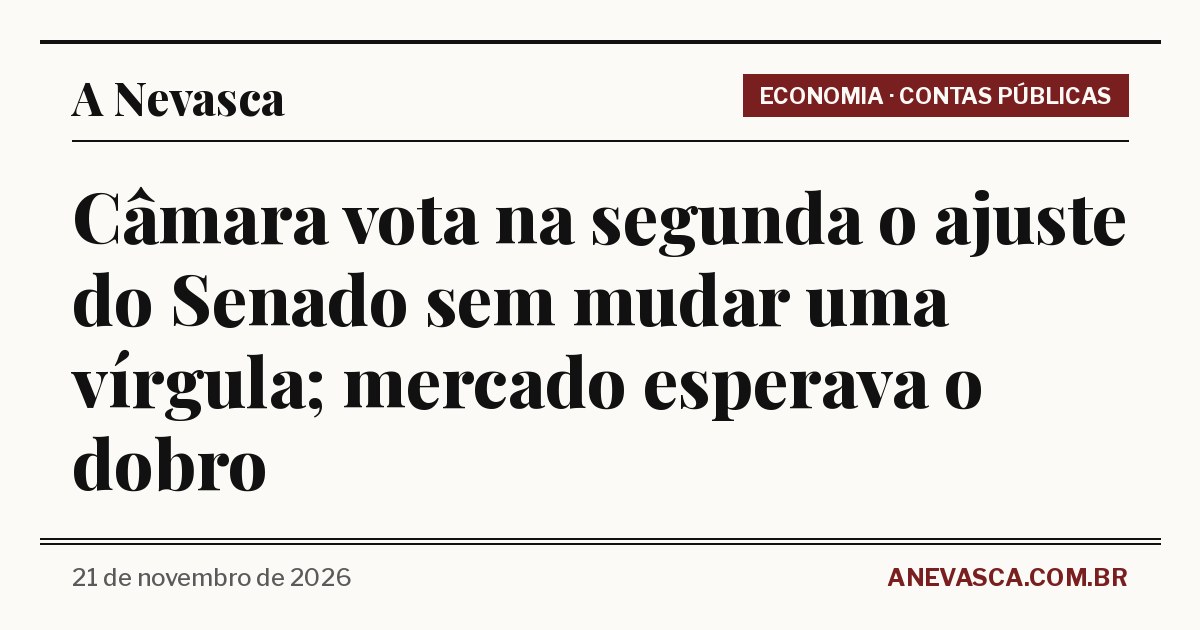 A Nevasca
ECONOMIA · CONTAS PÚBLICAS
Câmara vota na segunda o ajuste
do Senado sem mudar uma
vírgula; mercado esperava o
dobro
21 de novembro de 2026
ANEVASCA.COM.BR